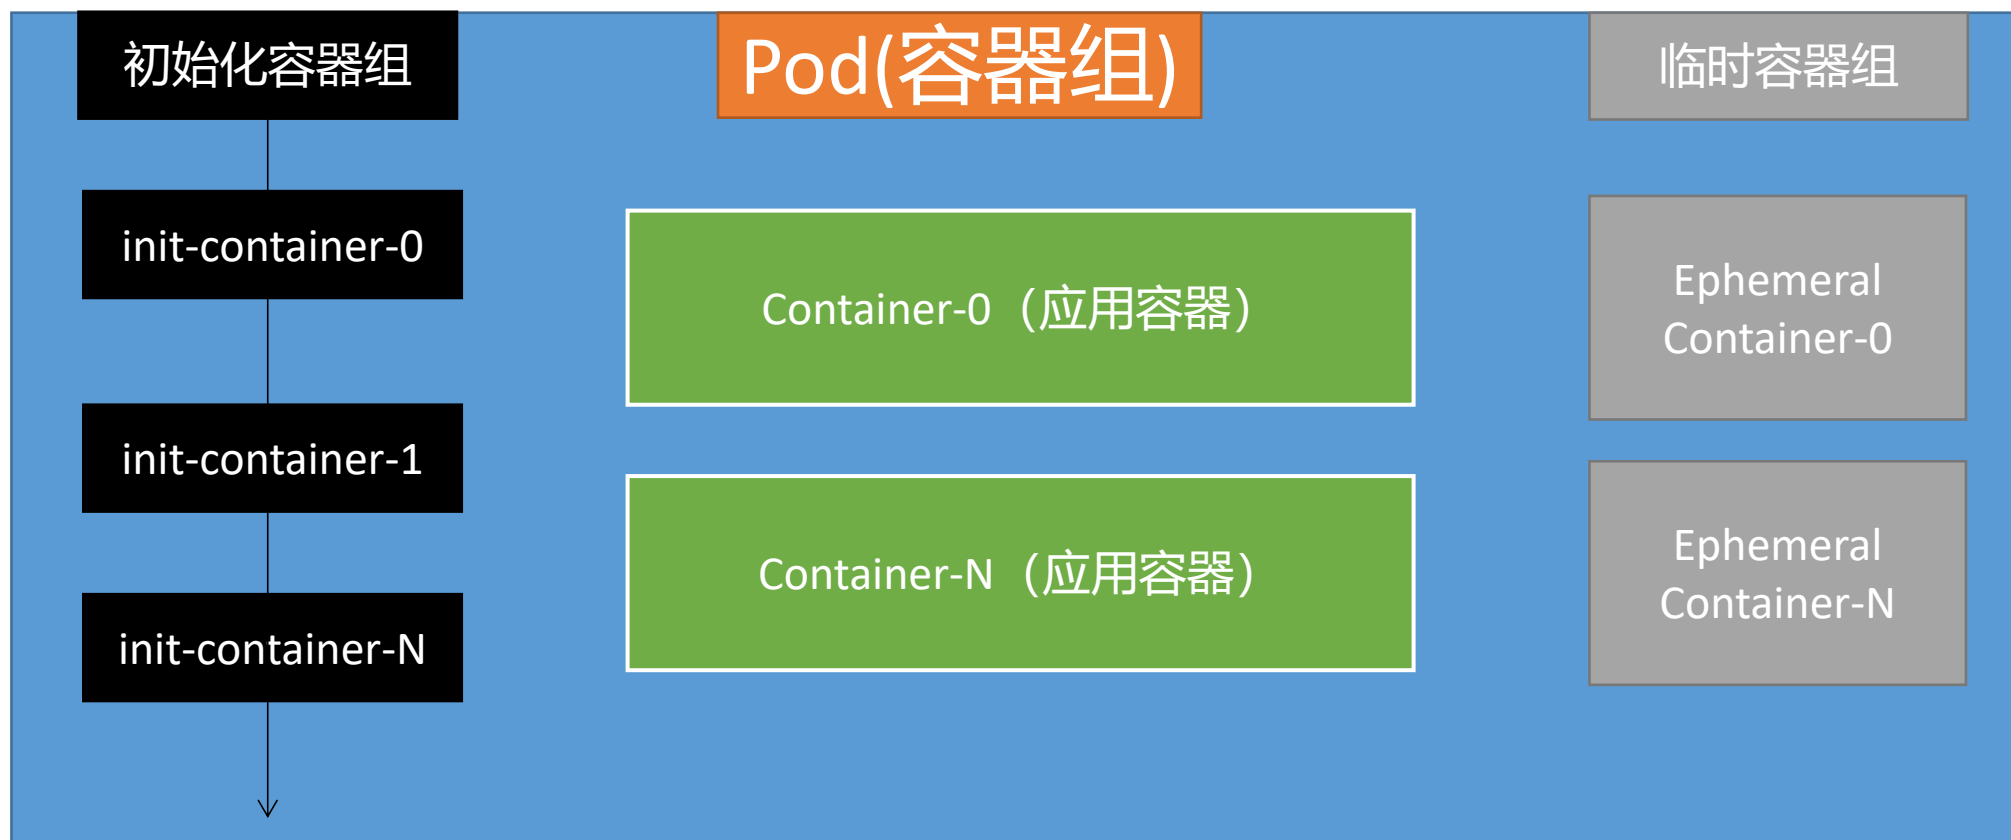 初始化容器组
Pod(容器组)
临时容器组
init-container-0
init-container-1
init-container-N
Container-0（应用容器）
Container-N（应用容器）
Ephemeral
Container-0
Ephemeral
Container-N